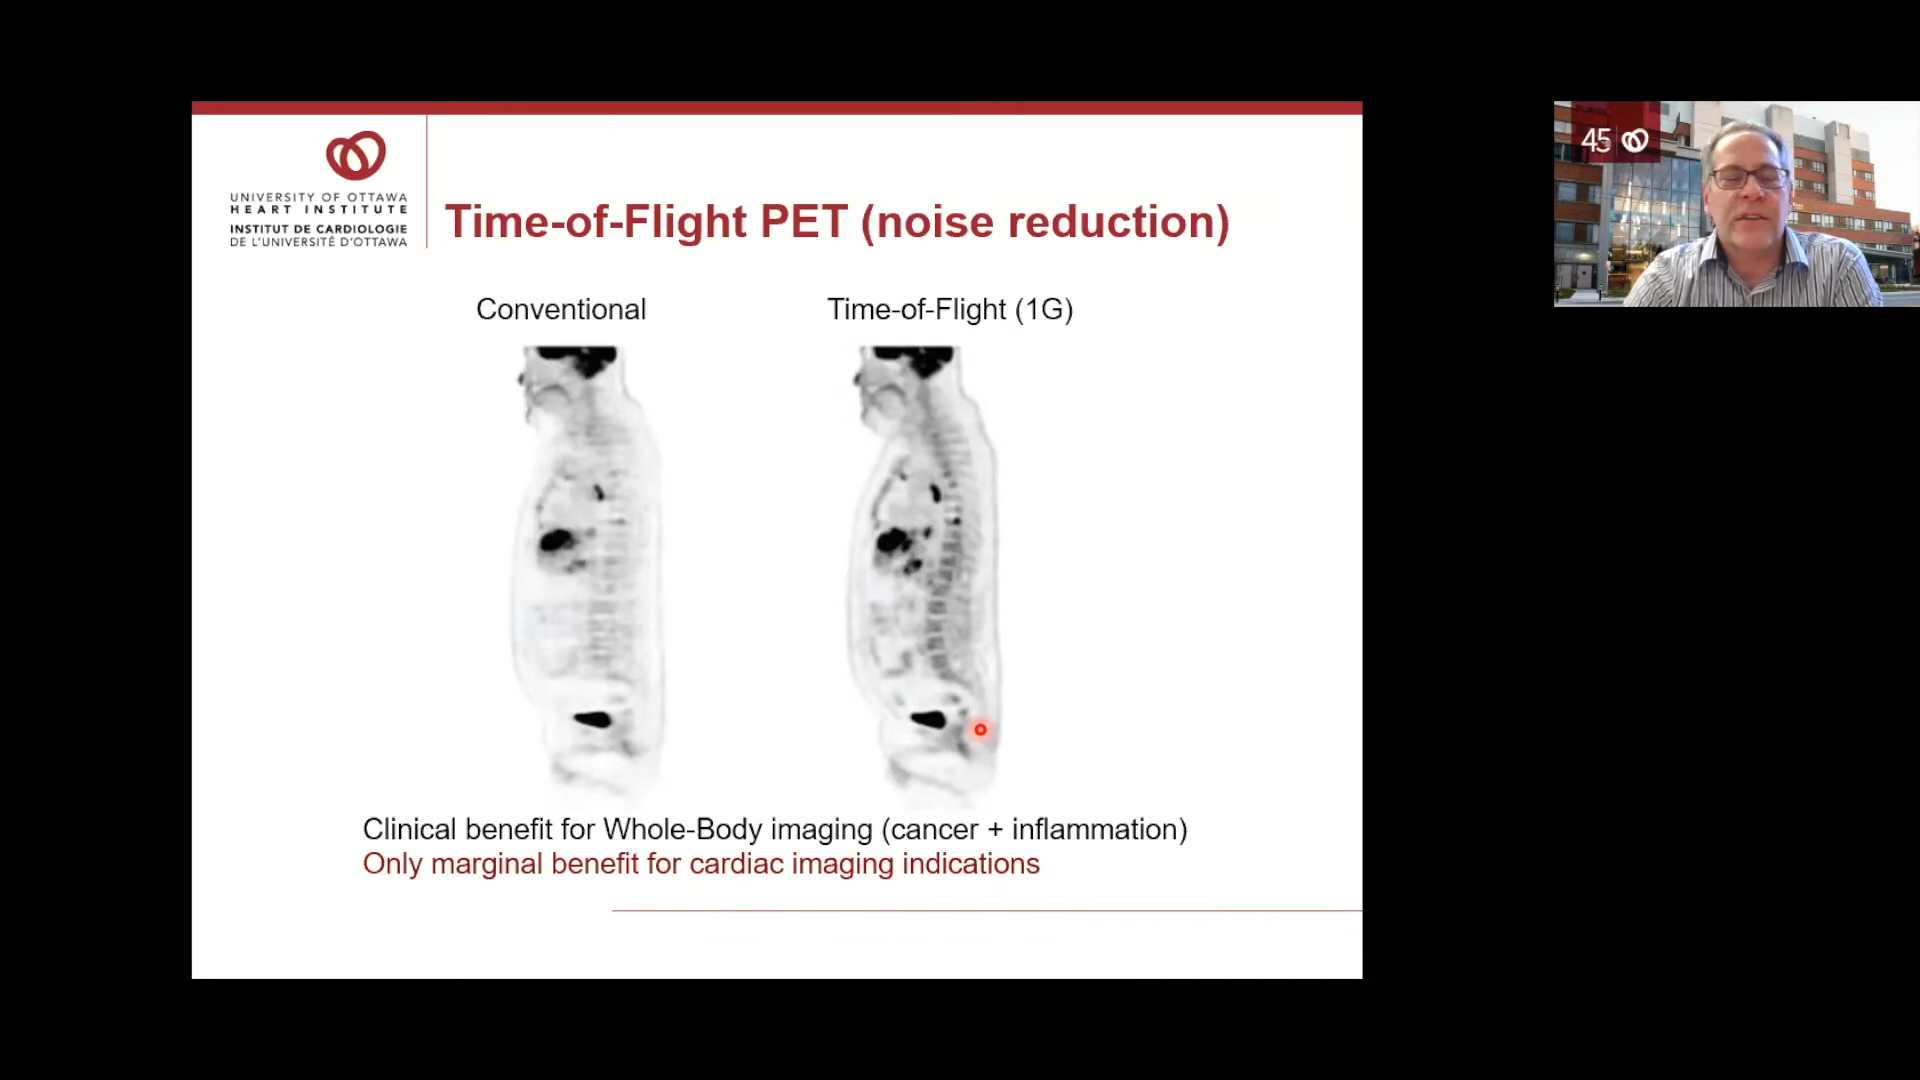 UNIVERSITY OF OTTAWA
HEART INSTITUTE
INSTITUT DE CARDIOLOGIE
DE L'UNIVERSITÉ D'OTTAWA
Time-of-Flight PET (noise reduction)
Conventional
Time-of-Flight (1G)
Clinical benefit for Whole-Body imaging (cancer + inflammation)
Only marginal benefit for cardiac imaging indications
45